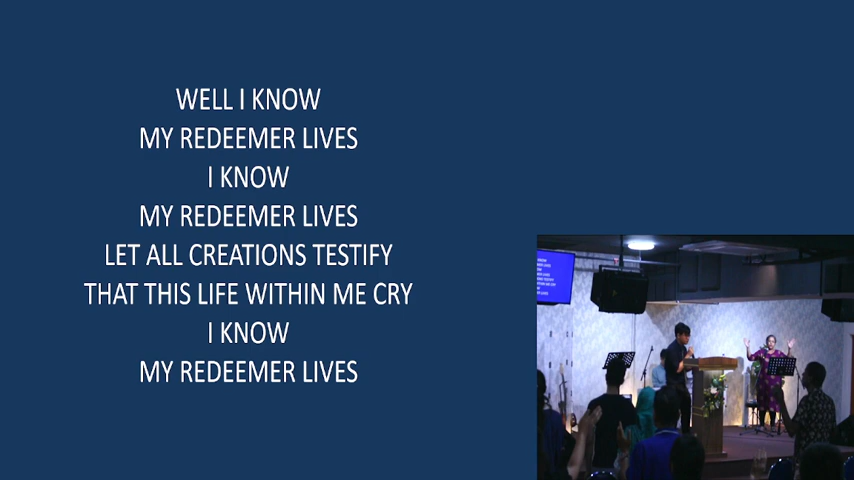 WELL I KNOW
MY REDEEMER LIVES
I KNOW
MY REDEEMER LIVES
LET ALL CREATIONS TESTIFY
THAT THIS LIFE WITHIN ME CRY
I KNOW
MY REDEEMER LIVES